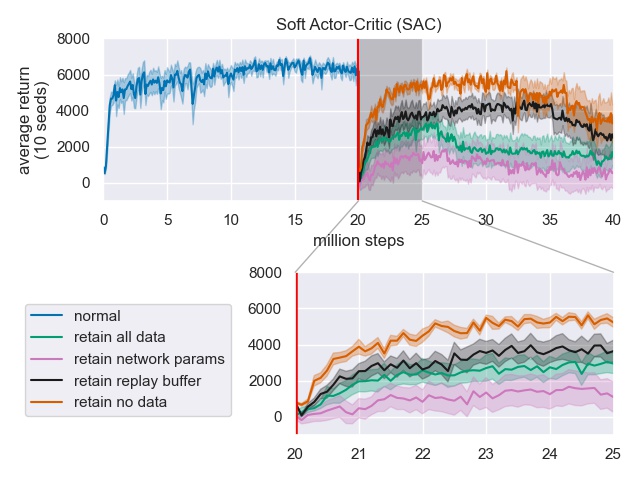 Soft Actor-Critic (SAC)
average return
(10 seeds)
8000
6000
4000
2000
0
0 5 10 15 20 25 30 35 40
million steps
8000
6000
4000
2000
0
20 21 22 23 24 25
normal
retain all data
retain network params
retain replay buffer
retain no data